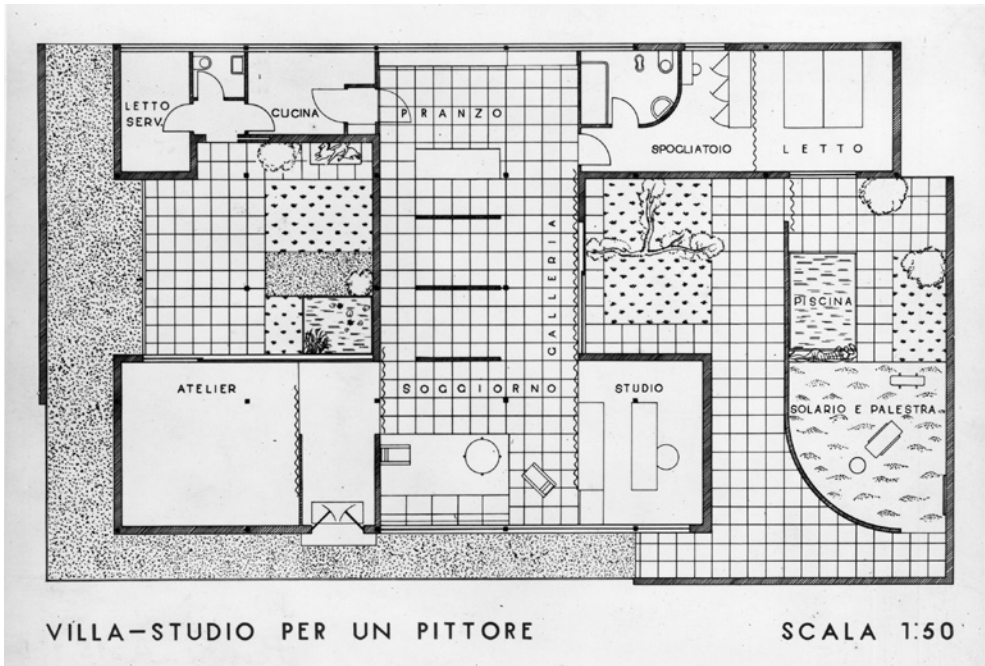 LETTO
SERV.
CUCINA
PRANZO
SPOGLIATOIO
LETTO
GALLERIA
PISCINA
ATELIER
SOGGIORNO
STUDIO
SOLARIO E PALESTRA
VILLA-STUDIO PER UN PITTORE
SCALA 1:50